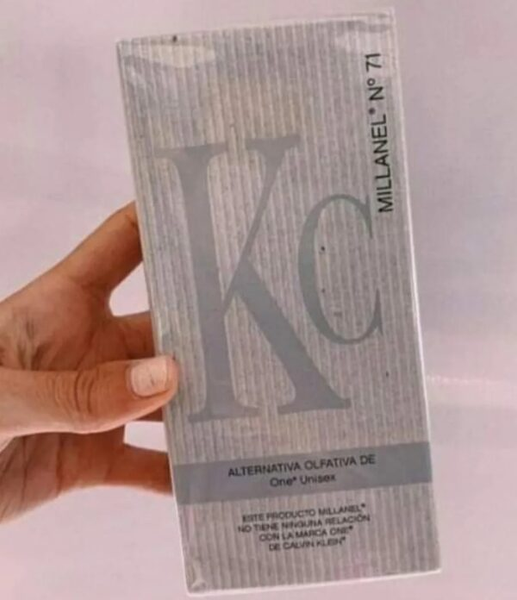 MILLANEL® N° 71
KC
ALTERNATIVA OLFATIVA DE
One® Unisex
ESTE PRODUCTO MILLANEL®
NO TIENE NINGUNA RELACIÓN
CON LA MARCA ONE®
DE CALVIN KLEIN®